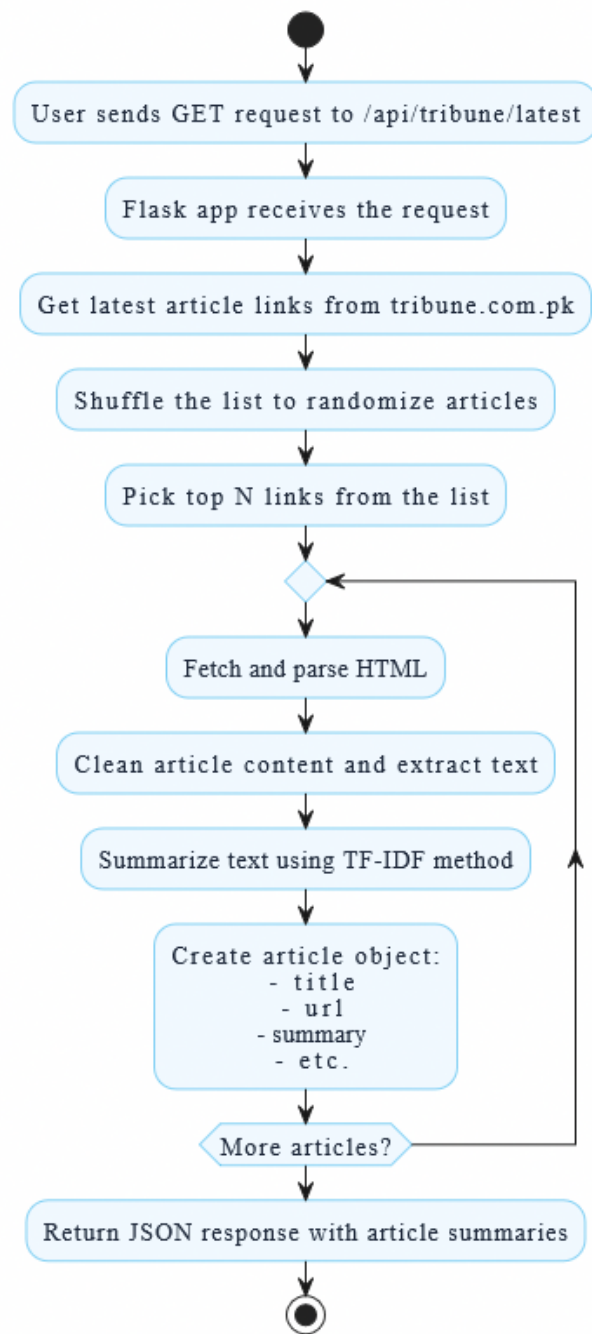 User sends GET request to /api/tribune/latest
Flask app receives the request
Get latest article links from tribune.com.pk
Shuffle the list to randomize articles
Pick top N links from the list
Fetch and parse HTML
Clean article content and extract text
Summarize text using TF-IDF method
Create article object:
- title
- url
- summary
- etc.
More articles?
Return JSON response with article summaries